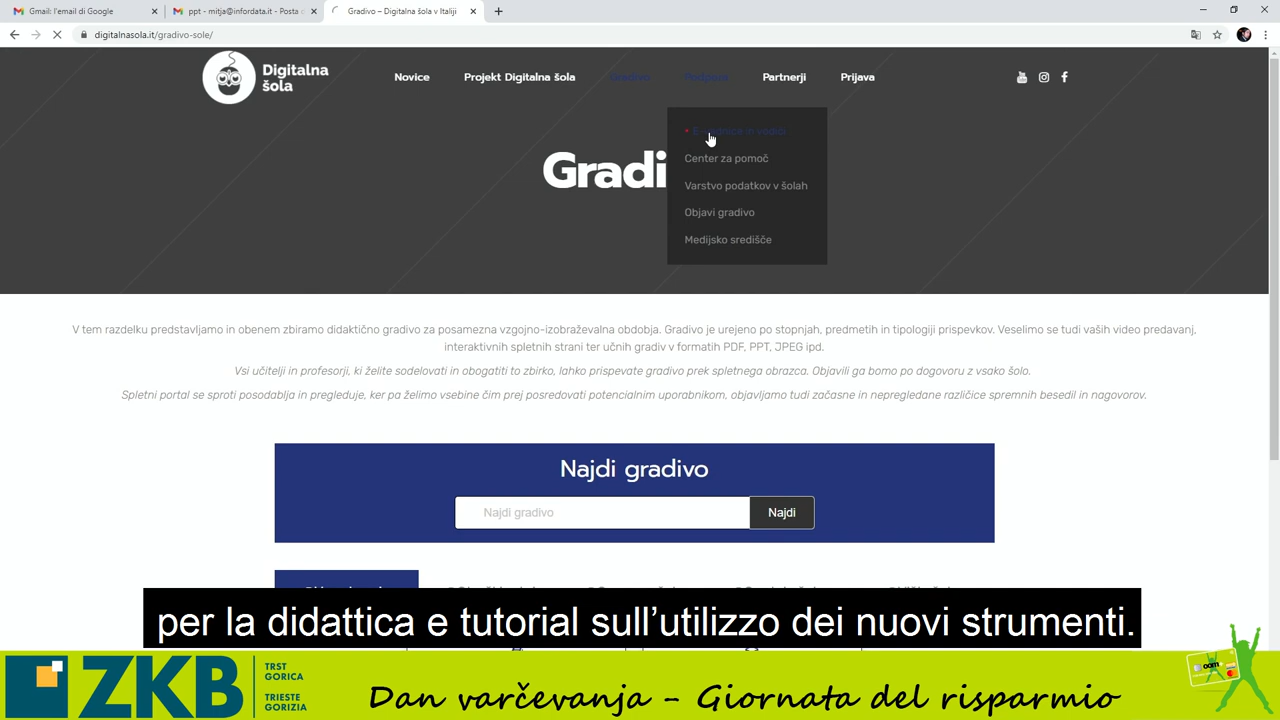 Gmail: l'email di Google
ppt - mitja@infordata.it - Posta
Gradivo – Digitalna šola v Italiji
digitalnasola.it/gradivo-sole/
Digitalna šola
Novice
Projekt Digitalna šola
Gradivo
Podpora
Partnerji
Prijava
Center za pomoč
Varstvo podatkov v šolah
Objavi gradivo
Medijsko središče
Gradi
V tem razdelku predstavljamo in obenem zbiramo didaktično gradivo za posamezna vzgojno-izobraževalna obdobja. Gradivo je urejeno po stopnjah, predmetih in tipologiji prispevkov. Veselimo se tudi vaših video predavanj,
interaktivnih spletnih strani ter učnih gradiv v formatih PDF, PPT, JPEG ipd.
Vsi učitelji in profesorji, ki želite sodelovati in obogatiti to zbirko, lahko prispevate gradivo prek spletnega obrazca. Objavili ga bomo po dogovoru z vsako šolo.
Spletni portal se sproti posodablja in pregleduje, ker pa želimo vsebine čim prej posredovati potencialnim uporabnikom, objavljamo tudi začasne in nepregledane različice spremnih besedil in nagovorov.
Najdi gradivo
Najdi gradivo
Najdi
per la didattica e tutorial sull’utilizzo dei nuovi strumenti.
ZKB
TRST
GORICA
TRIESTE
GORIZIA
Dan varčevanja - Giornata del risparmio